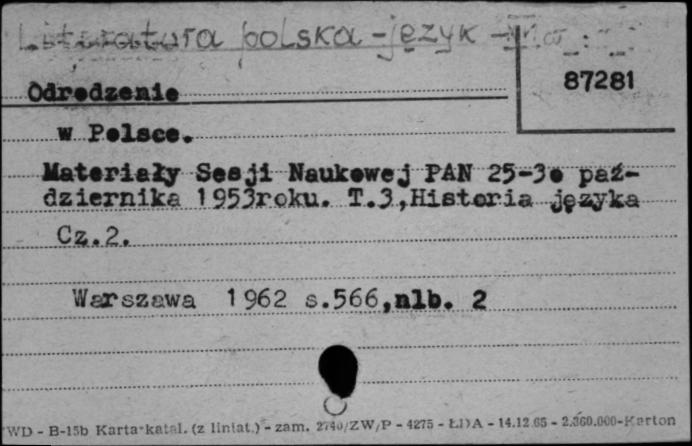 Literatura polska - język -
87281
Odrodzenie
w Polsce.
Materiały Sesji Naukowej PAN 25-30 paź-
dziernika 1953roku. T.3,Historia języka
Cz.2.
Warszawa 1962 s.566,nlb. 2
WD - B-15b Karta katal. (z liniat.) - zam. 2740/ZW/P - 4275 - ŁDA - 14.12.65 - 2.360.000-Karton